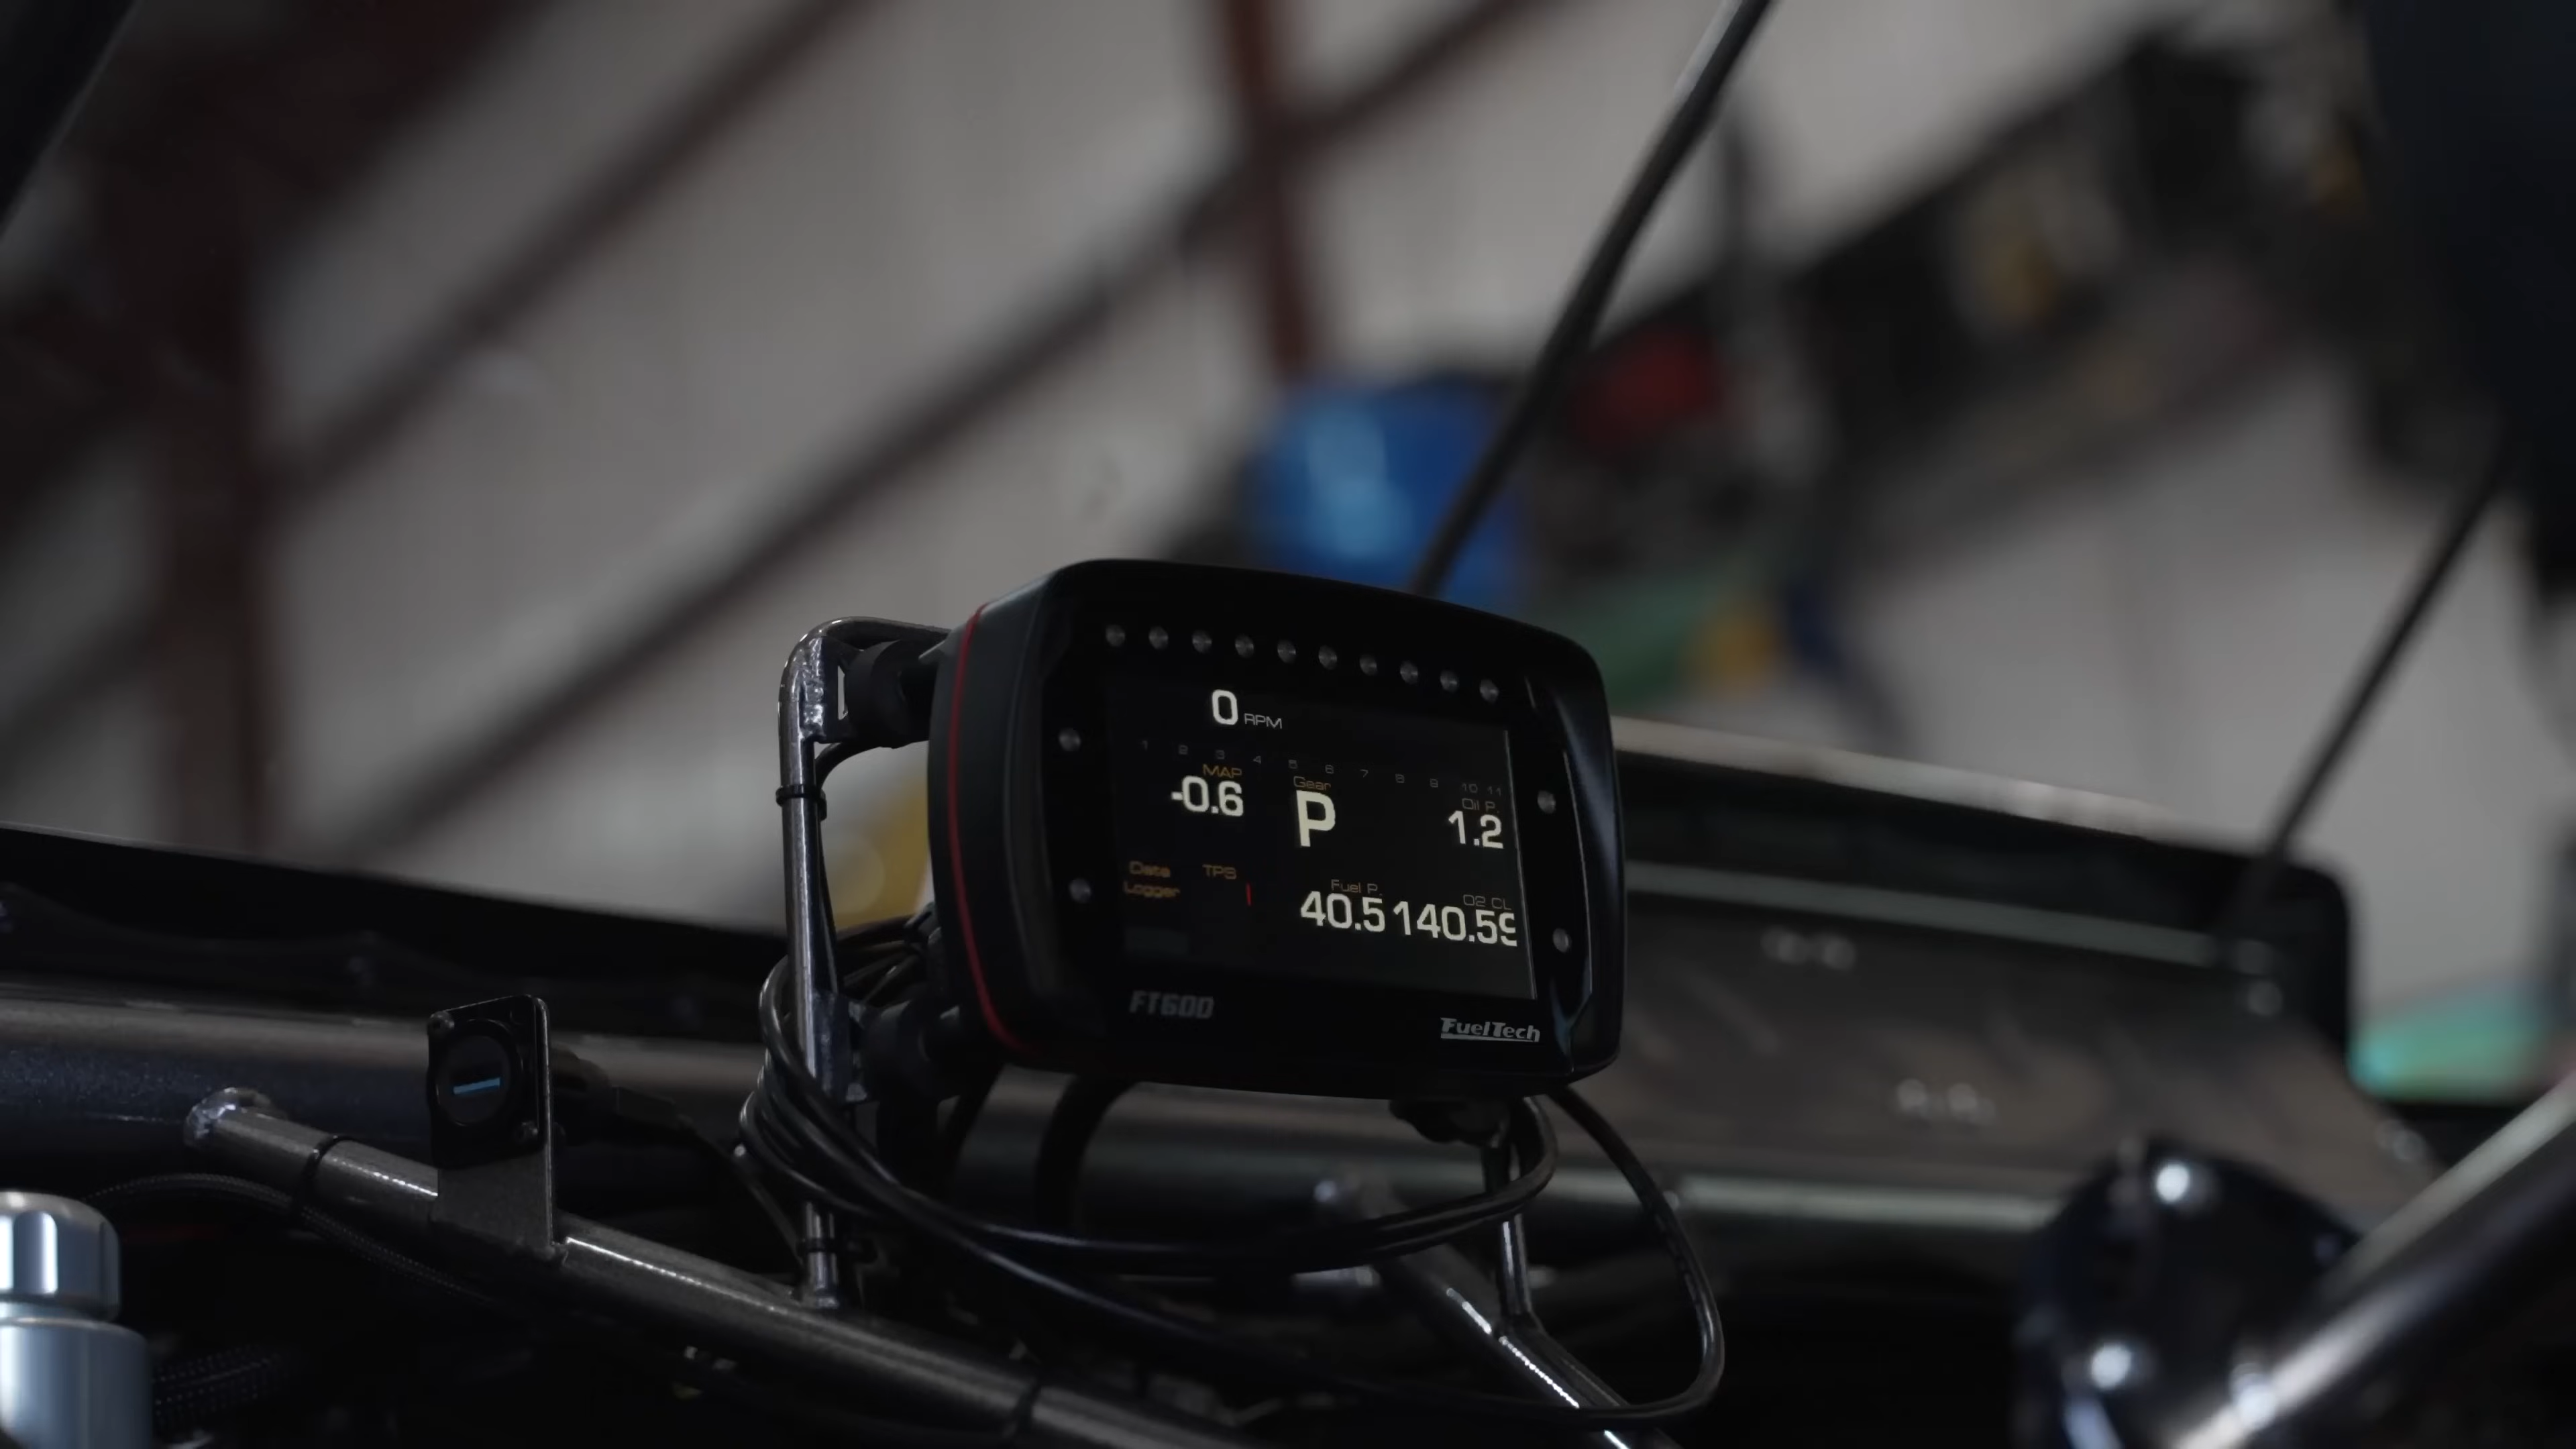 0 RPM
1 2 3 4 5 6 7 8 9 10 11
MAP
-0.6
Gear
P
Oil P.
1.2
Data
Logger
TPS
Fuel P.
40.5
O2 CL
140.59
FT600
FuelTech